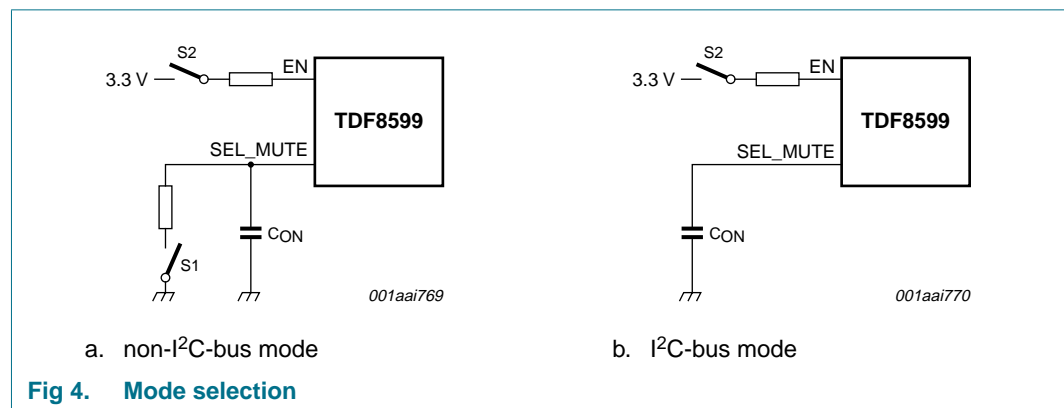 S2
3.3 V
EN
TDF8599
SEL_MUTE
S1
CON
001aai769
a. non-I²C-bus mode
S2
3.3 V
EN
TDF8599
SEL_MUTE
CON
001aai770
b. I²C-bus mode
Fig 4. Mode selection